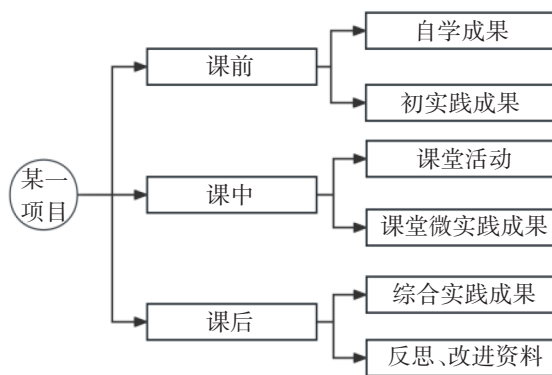 某一
项目
课前
自学成果
初实践成果
课中
课堂活动
课堂微实践成果
课后
综合实践成果
反思、改进资料